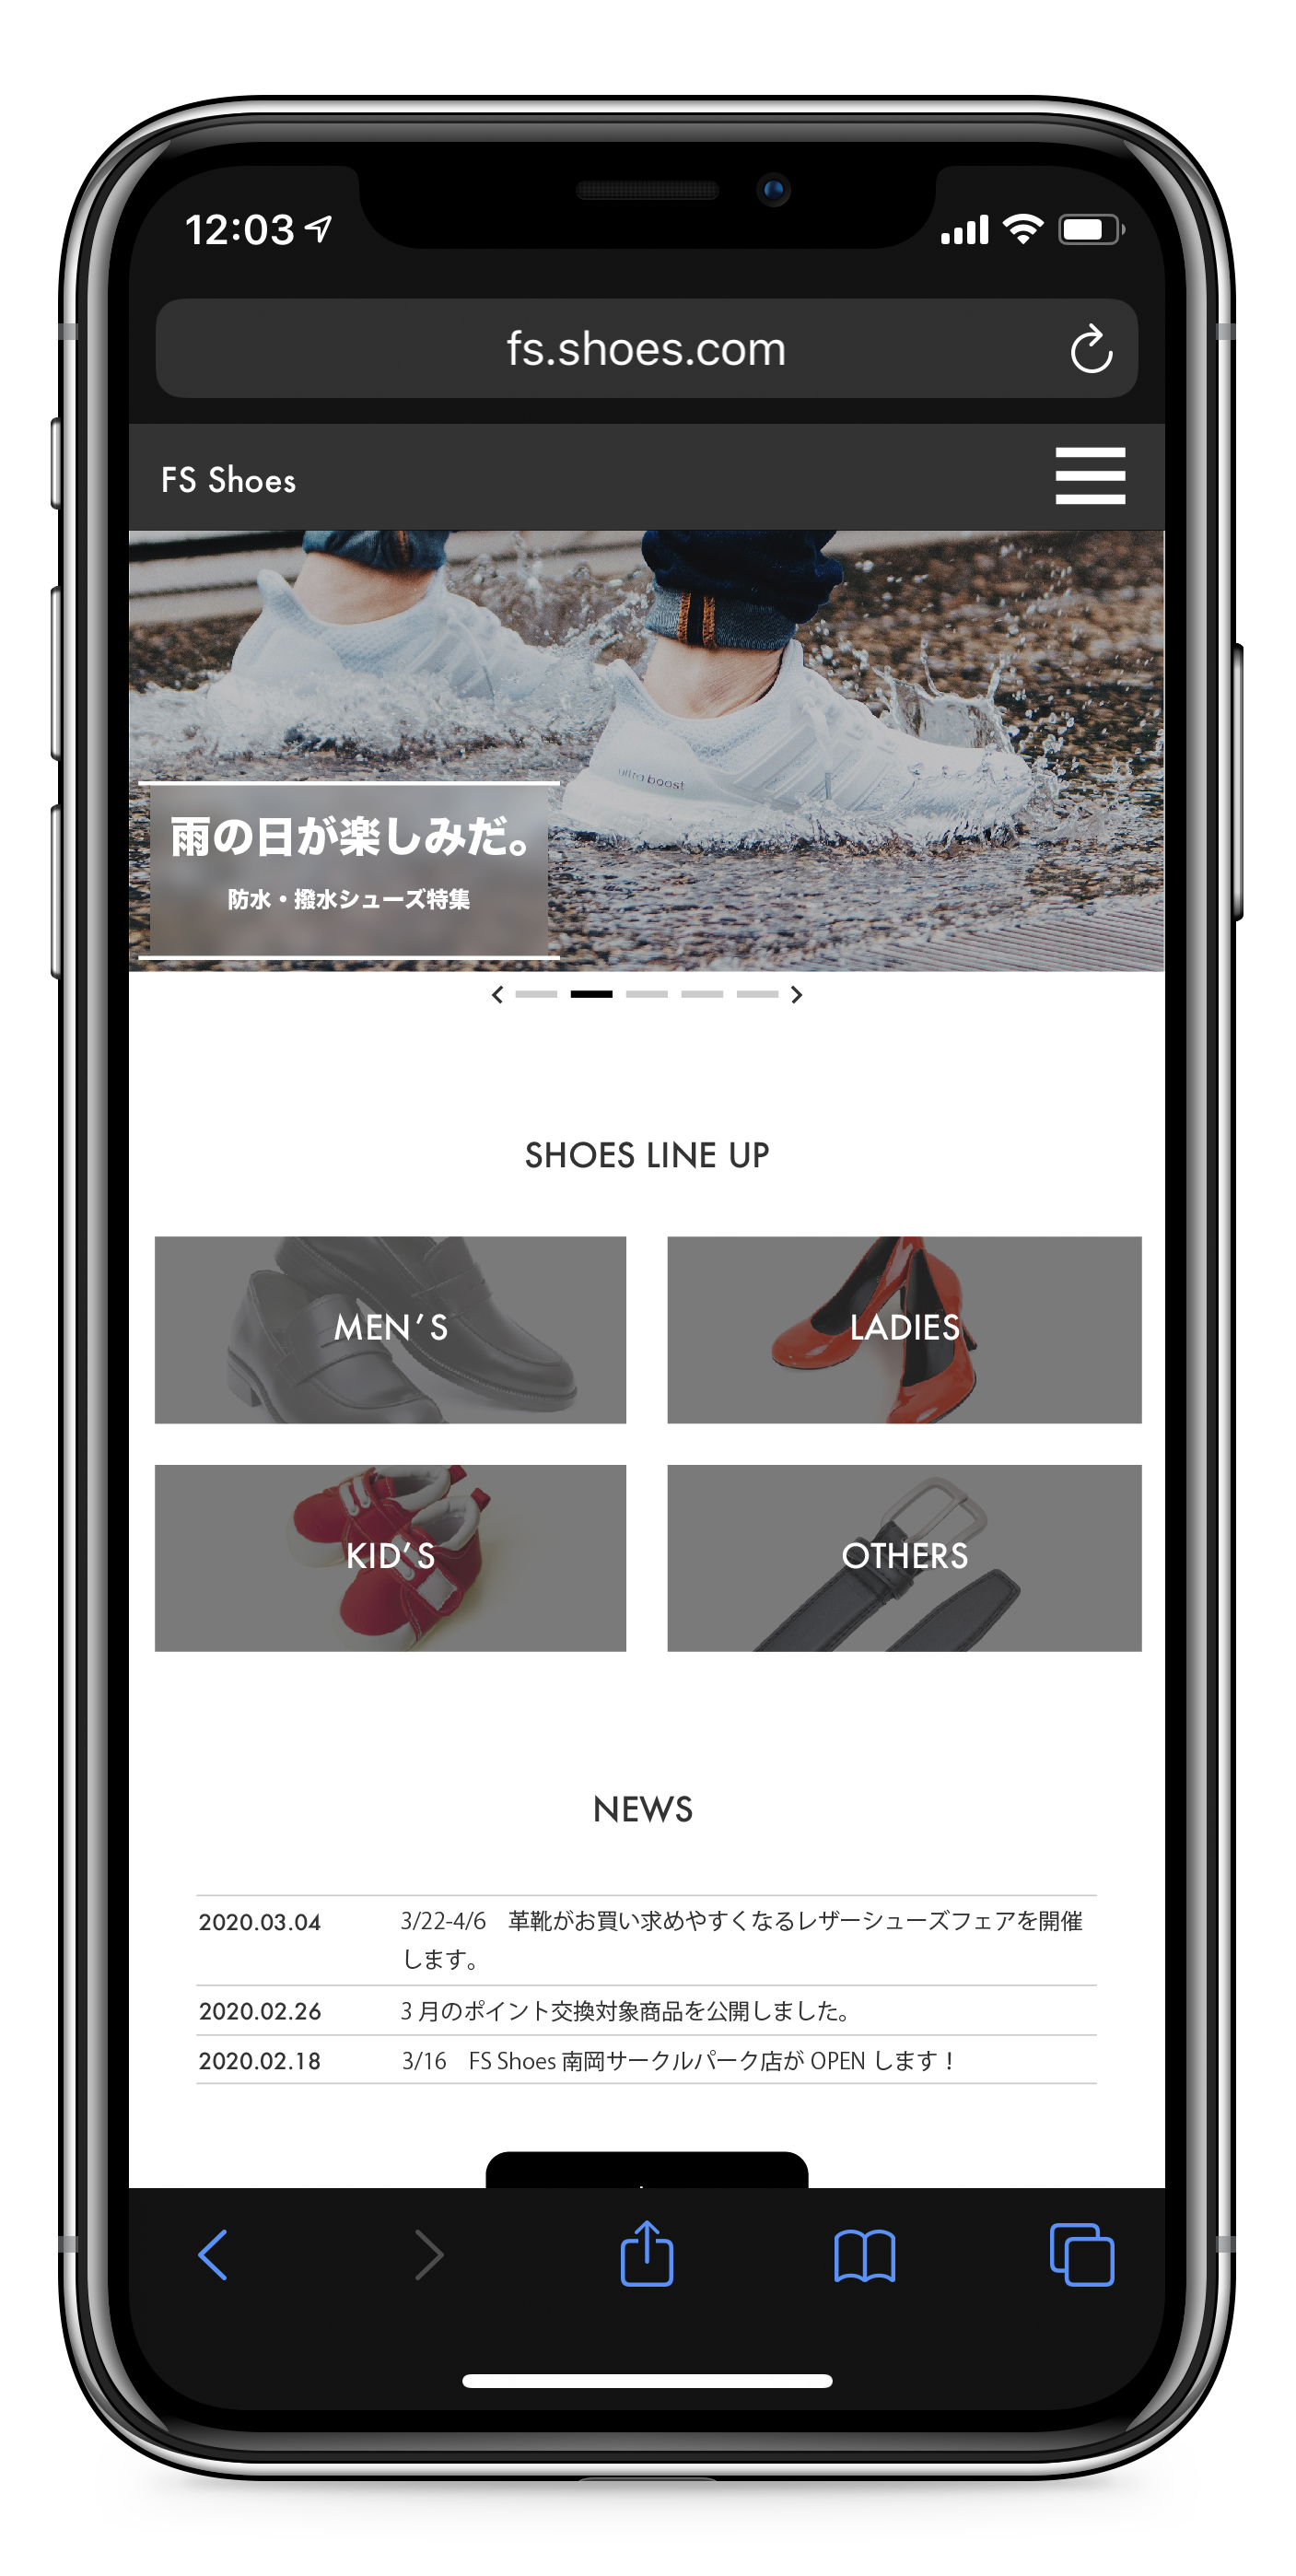 12:03
fs.shoes.com
FS Shoes
ultra boost
雨の日が楽しみだ。
防水・撥水シューズ特集
SHOES LINE UP
MEN'S
LADIES
KID'S
OTHERS
NEWS
2020.03.04 3/22-4/6 革靴がお買い求めやすくなるレザーシューズフェアを開催
します。
2020.02.26 3月のポイント交換対象商品を公開しました。
2020.02.18 3/16 FS Shoes 南岡サークルパーク店が OPEN します！